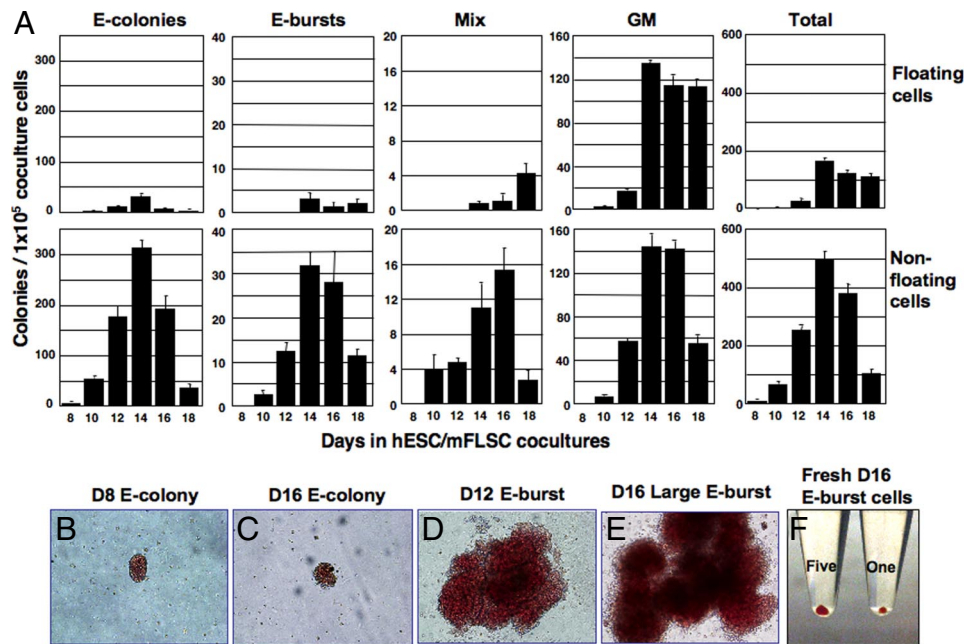 A
E-colonies E-bursts Mix GM Total
Colonies / 1x10⁵ coculture cells
300 200 100 0
40 35 30 25 20 15 10 5 0
20 16 12 8 4 0
160 120 80 40 0
600 400 200 0
Floating cells
300 200 100 0
40 30 20 10 0
20 16 12 8 4 0
160 120 80 40 0
600 400 200 0
Non-floating cells
8 10 12 14 16 18 8 10 12 14 16 18 8 10 12 14 16 18 8 10 12 14 16 18 8 10 12 14 16 18
Days in hESC/mFLSC cocultures
D8 E-colony
B
D16 E-colony
C
D12 E-burst
D
D16 Large E-burst
E
Fresh D16
E-burst cells
F
Five One